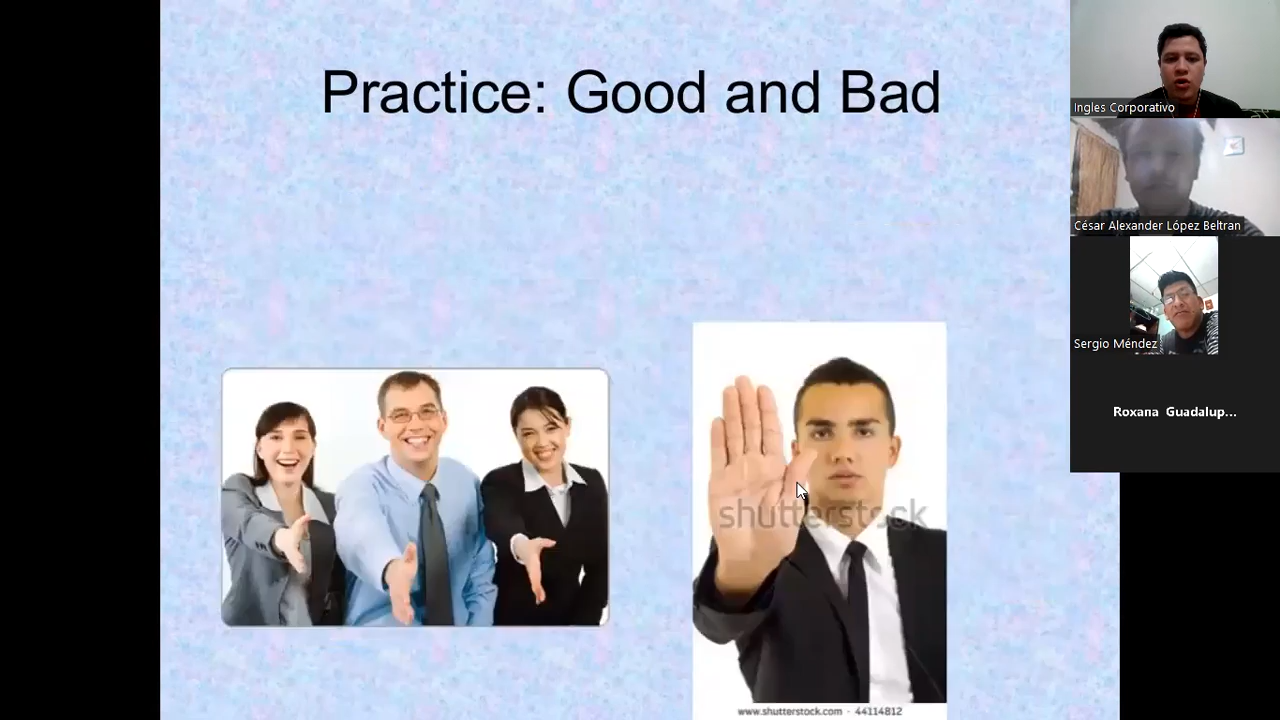 Practice: Good and Bad
Ingles Corporativo
César Alexander López Beltran
Sergio Méndez
Roxana Guadalup...
shutterstock
www.shutterstock.com · 44114812